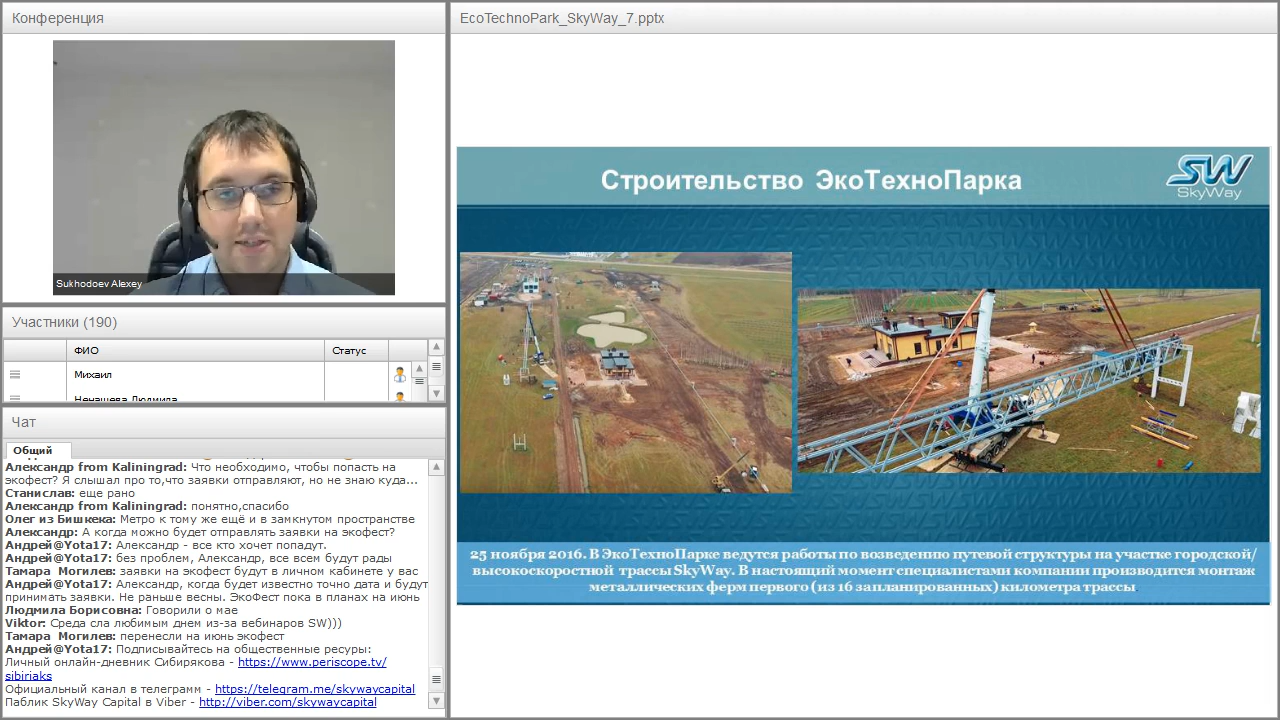 Конференция
Sukhodoev Alexey
Участники (190)
ФИО
Статус
Михаил
Ненашева Людмила
Чат
Общий
Александр from Kaliningrad: Что необходимо, чтобы попасть на
экофест? Я слышал про то,что заявки отправляют, но не знаю куда...
Станислав: еще рано
Александр from Kaliningrad: понятно,спасибо
Олег из Бишкека: Метро к тому же ещё и в замкнутом пространстве
Александр: А когда можно будет отправлять заявки на экофест?
Андрей@Yota17: Александр - все кто хочет попадут.
Андрей@Yota17: без проблем, Александр, все всем будут рады
Тамара Могилев: заявки на экофест будут в личном кабинете у вас
Андрей@Yota17: Александр, когда будет известно точно дата и будут
принимать заявки. Не раньше весны. ЭкоФест пока в планах на июнь
Людмила Борисовна: Говорили о мае
Viktor: Среда сла любимым днем из-за вебинаров SW)))
Тамара Могилев: перенесли на июнь экофест
Андрей@Yota17: Подписывайтесь на общественные ресуры:
Личный онлайн-дневник Сибирякова - https://www.periscope.tv/
sibiriaks
Официальный канал в телеграмм - https://telegram.me/skywaycapital
Паблик SkyWay Capital в Viber - http://viber.com/skywaycapital
EcoTechnoPark_SkyWay_7.pptx
Строительство ЭкоТехноПарка
SW
SkyWay
25 ноября 2016. В ЭкоТехноПарке ведутся работы по возведению путевой структуры на участке городской/
высокоскоростной трассы SkyWay. В настоящий момент специалистами компании производится монтаж
металлических ферм первого (из 16 запланированных) километра трассы.